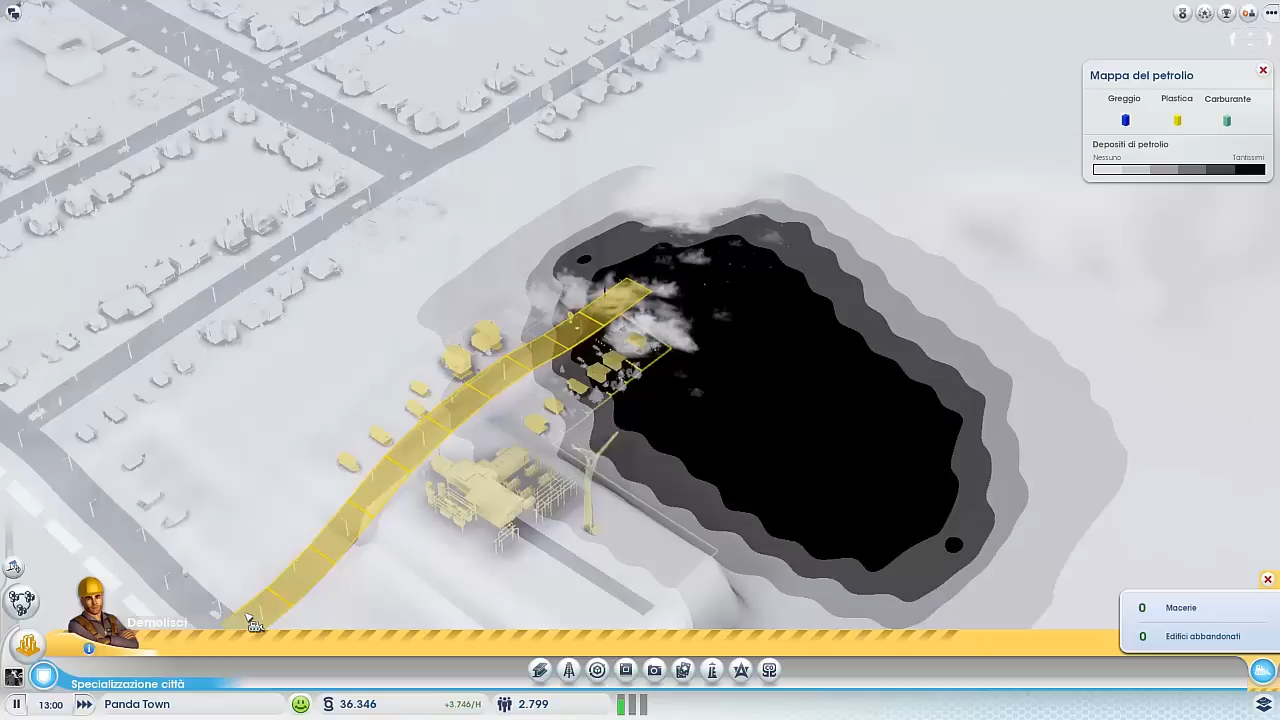 Mappa del petrolio
Greggio Plastica Carburante
Depositi di petrolio
Nessuno Tantissimi
Demolisci
0 Macerie
0 Edifici abbandonati
Specializzazione città
13:00 Panda Town 36.346 +3.746/H 2.799